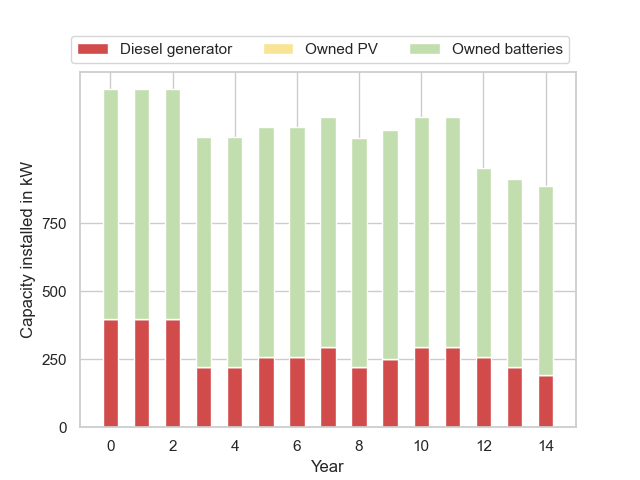 Diesel generator Owned PV Owned batteries
Capacity installed in kW
750
500
250
0
0 2 4 6 8 10 12 14
Year